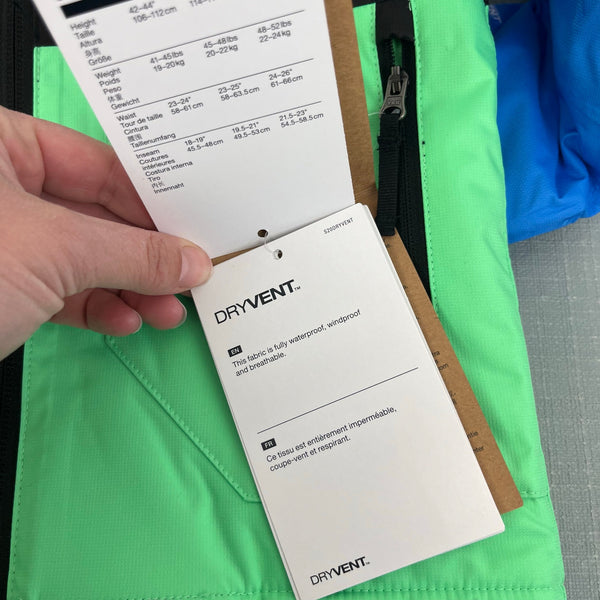 Height 42-44"
Taille 106-112cm
Altura
身高
Größe
Weight 41-45lbs 45-48lbs 48-52lbs
Poids 19-20kg 20-22kg 22-24kg
Peso
体重
Gewicht
Waist 23-24" 23-25" 24-26"
Tour de taille 58-61cm 58-63.5cm 61-66cm
Cintura
腰围
Taillenumfang
Inseam 18-19" 19.5-21" 21.5-23"
Coutures 45.5-48cm 49.5-53cm 54.5-58.5cm
intérieures
Costura interna
Tiro
内长
Innennaht
S20DRYVENT
DRYVENT™
EN
This fabric is fully waterproof, windproof
and breathable.
FR
Ce tissu est entièrement imperméable,
coupe-vent et respirant.
DRYVENT™